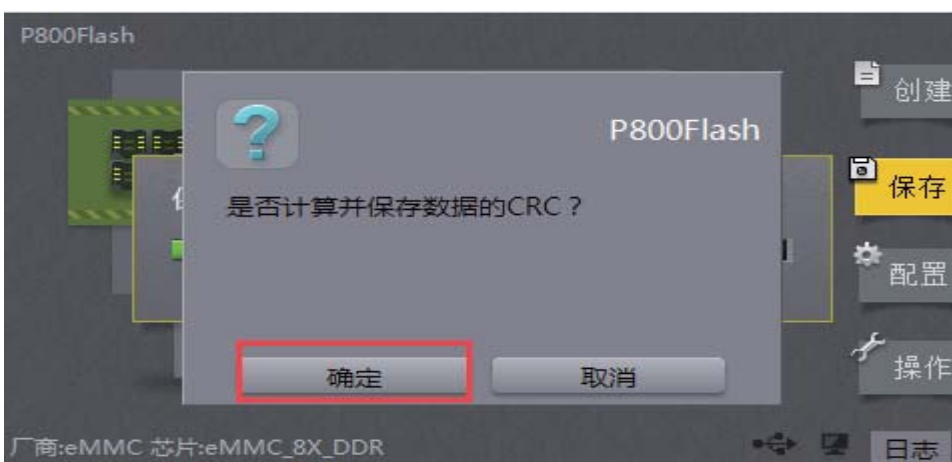 P800Flash
创建
P800Flash
是否计算并保存数据的CRC？
保存
配置
确定
取消
操作
厂商:eMMC 芯片:eMMC_8X_DDR
日志